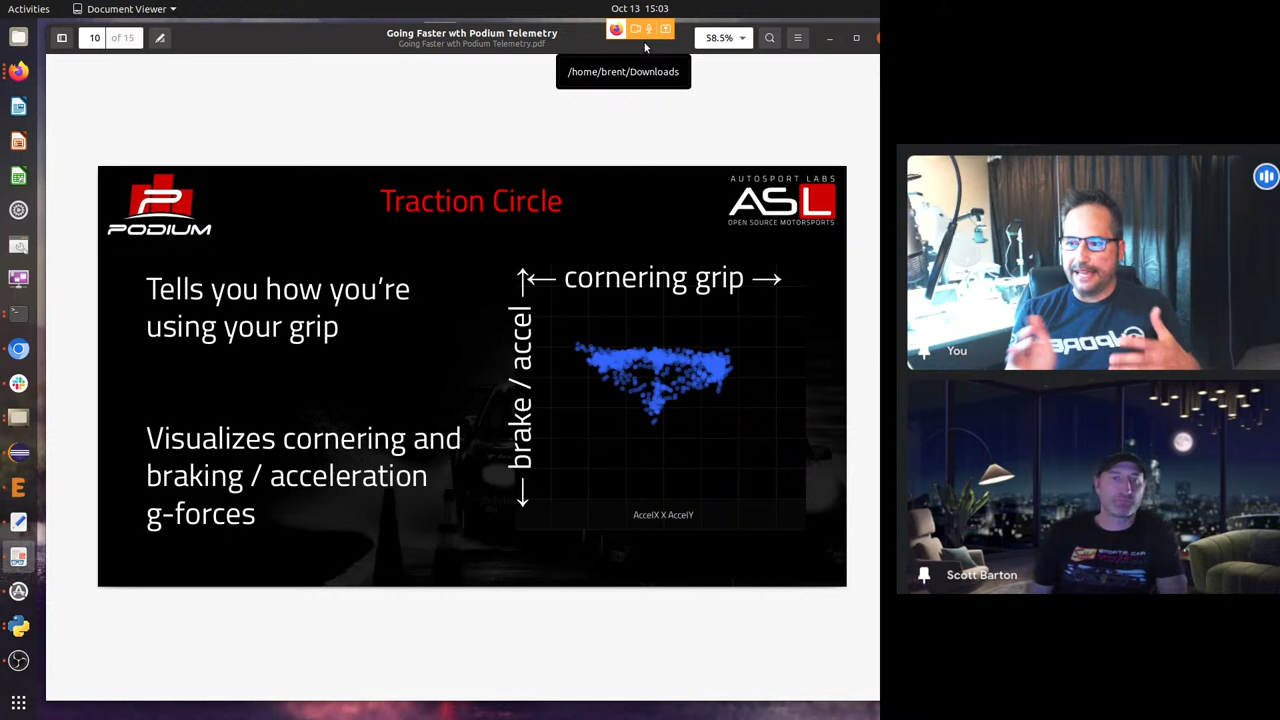 Activities
Document Viewer
Oct 13 15:03
10
of 15
Going Faster wth Podium Telemetry
Going Faster wth Podium Telemetry.pdf
58.5%
/home/brent/Downloads
PODIUM
Traction Circle
AUTOSPORT LABS
ASL
OPEN SOURCE MOTORSPORTS
Tells you how you're
using your grip
Visualizes cornering and
braking / acceleration
g-forces
← cornering grip →
← brake / accel →
AccelX X AccelY
You
Scott Barton